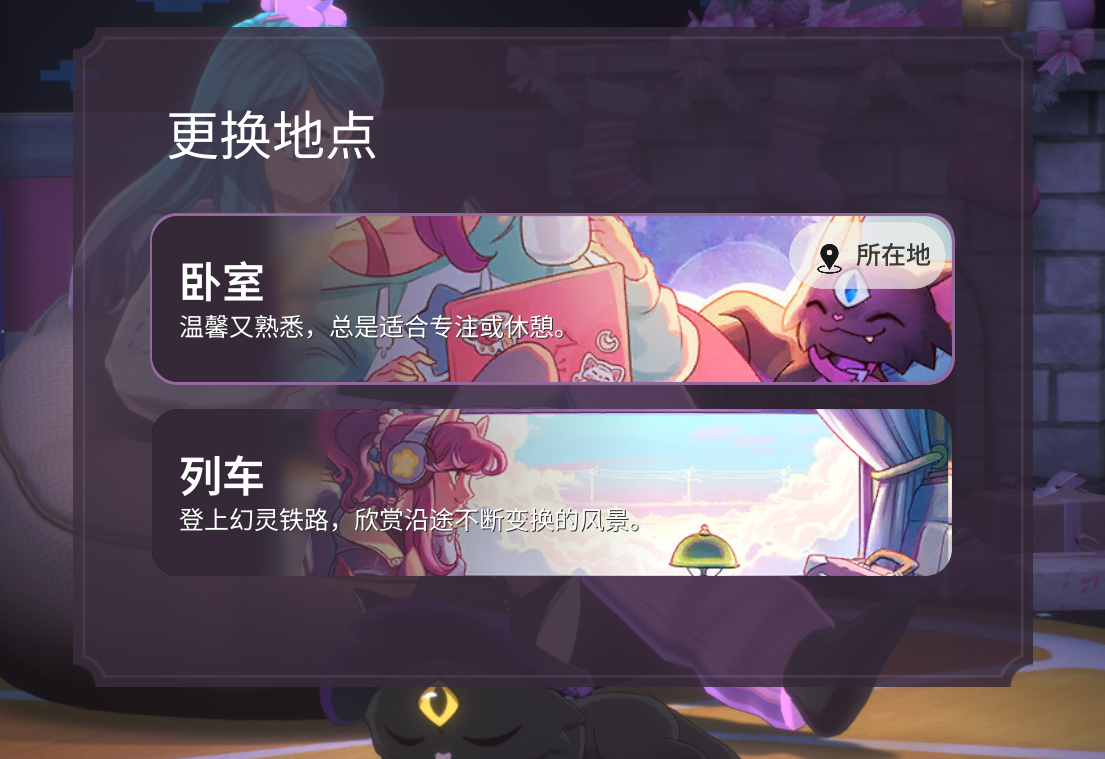 更换地点
所在地
卧室
温馨又熟悉，总是适合专注或休憩。
列车
登上幻灵铁路，欣赏沿途不断变换的风景。